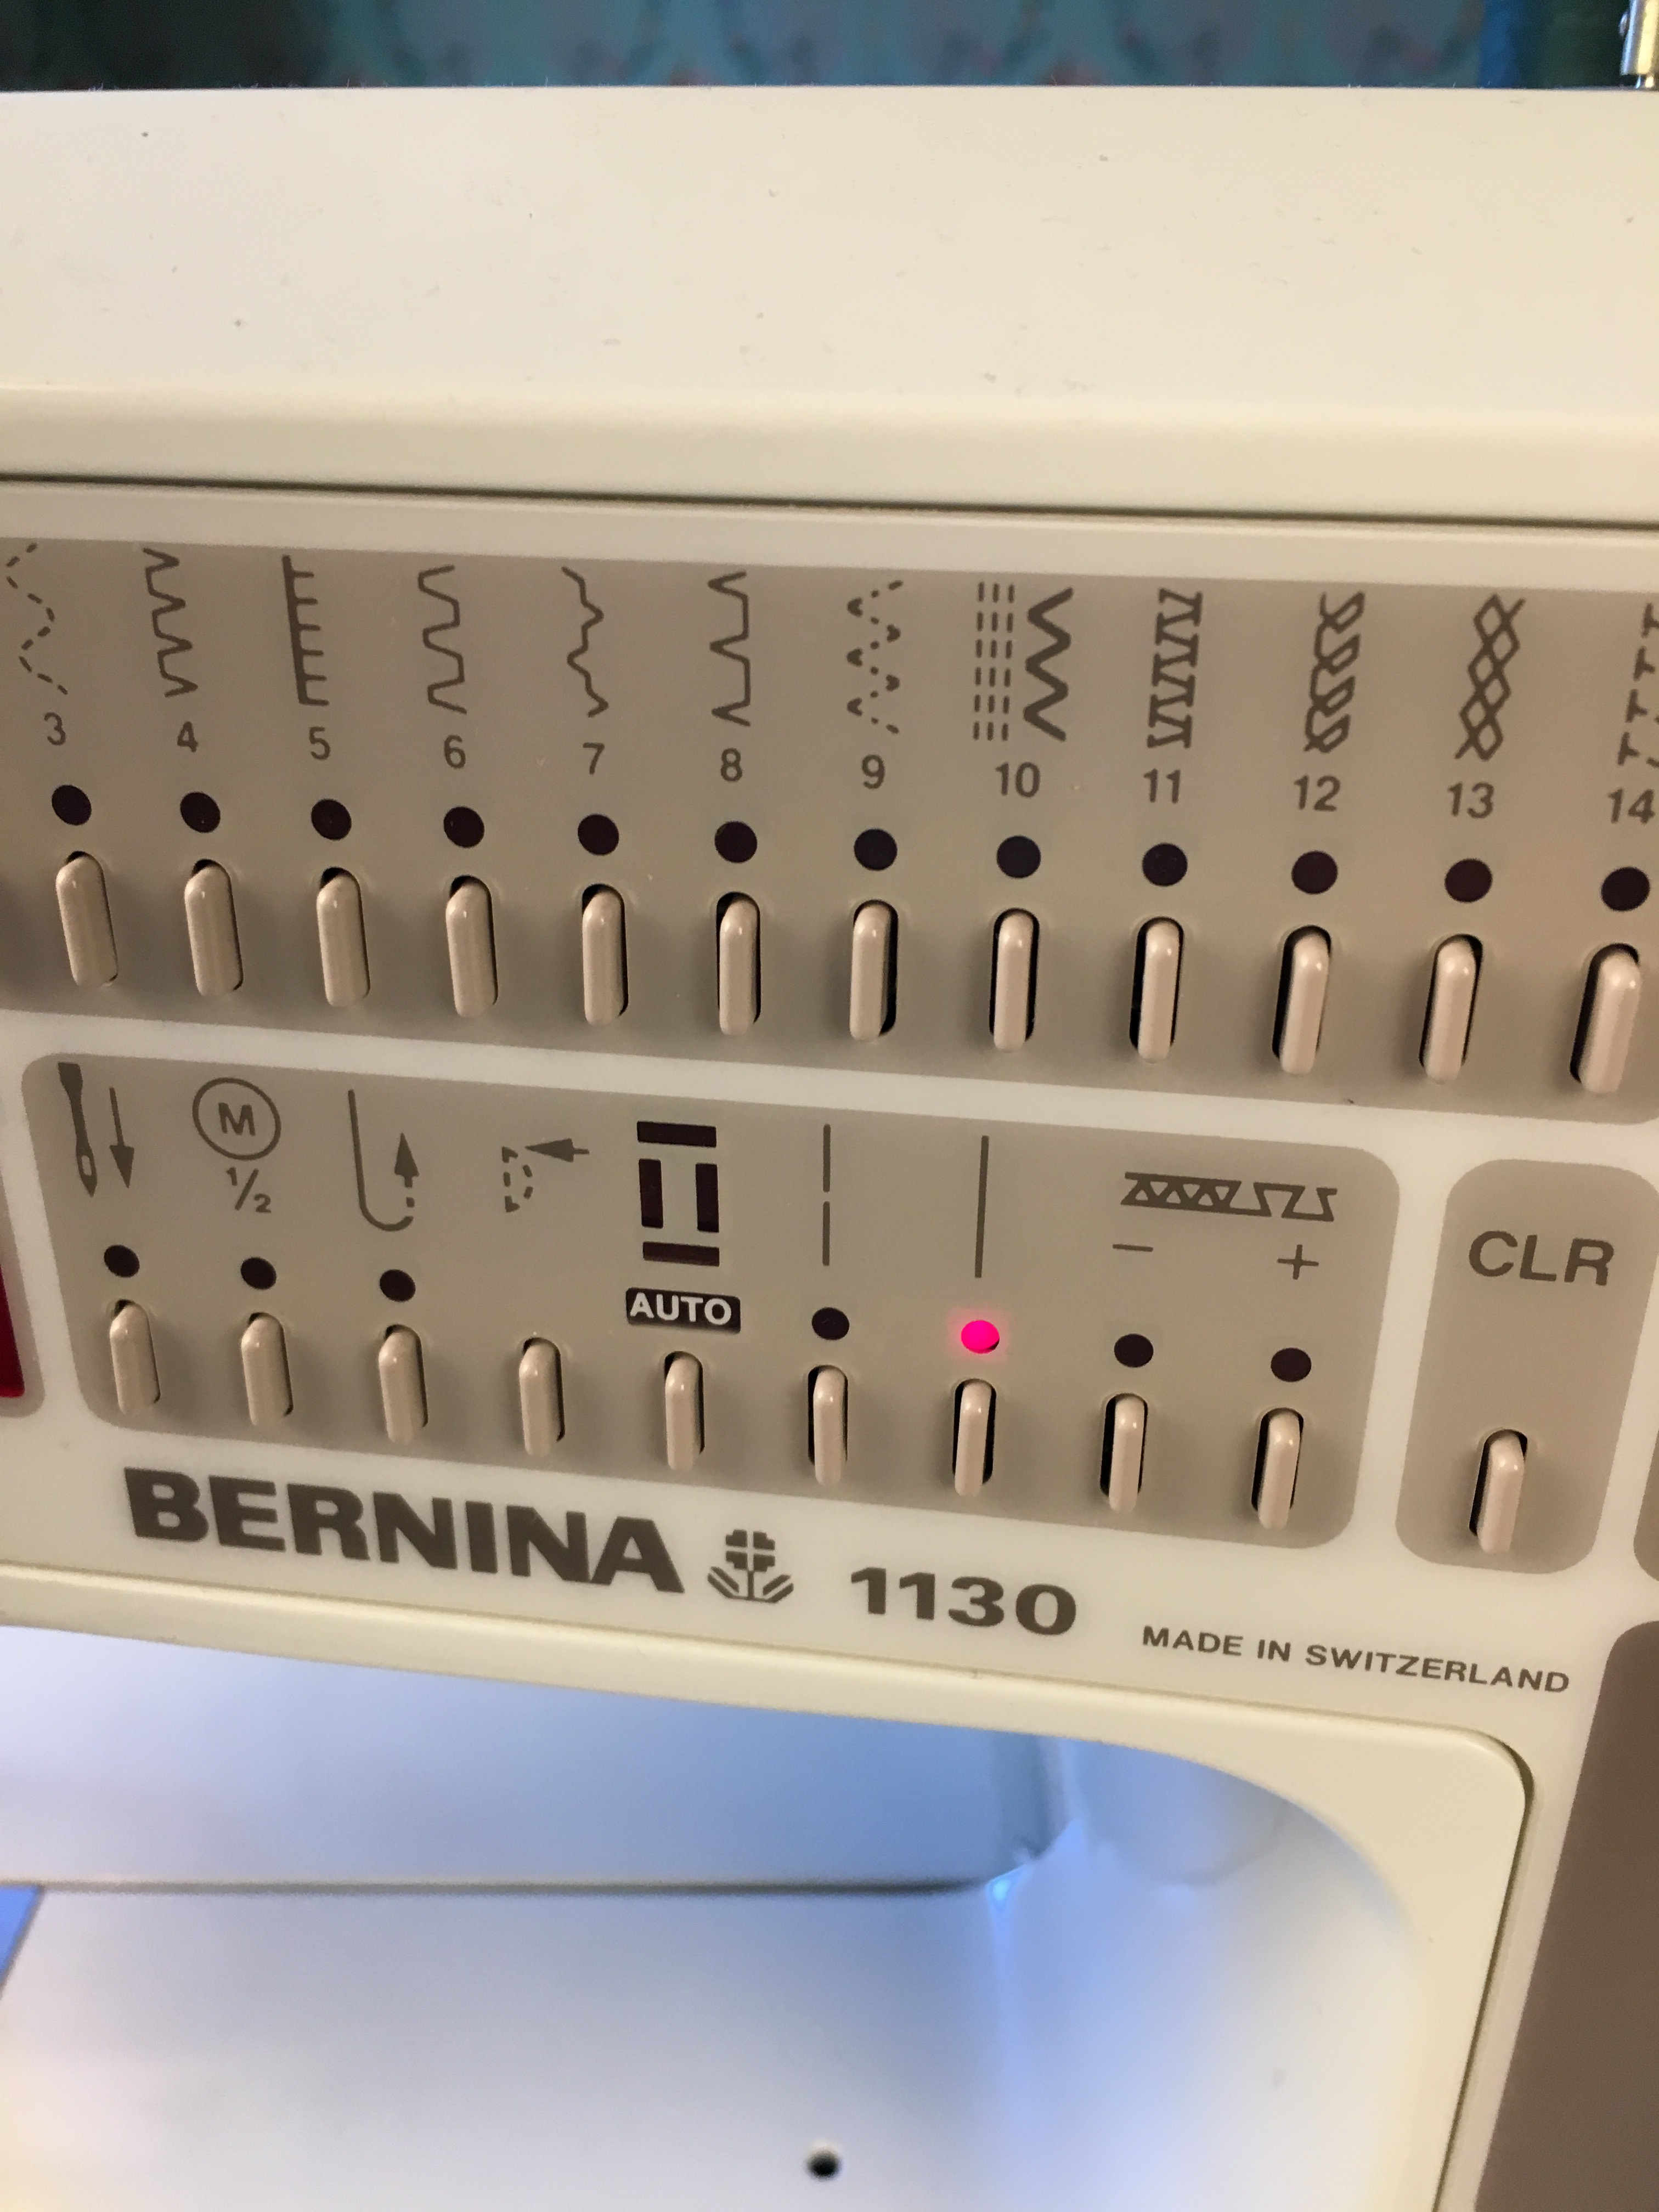 3 4 5 6 7 8 9 10 11 12 13 14
M
1/2
AUTO
− +
CLR
BERNINA 1130
MADE IN SWITZERLAND